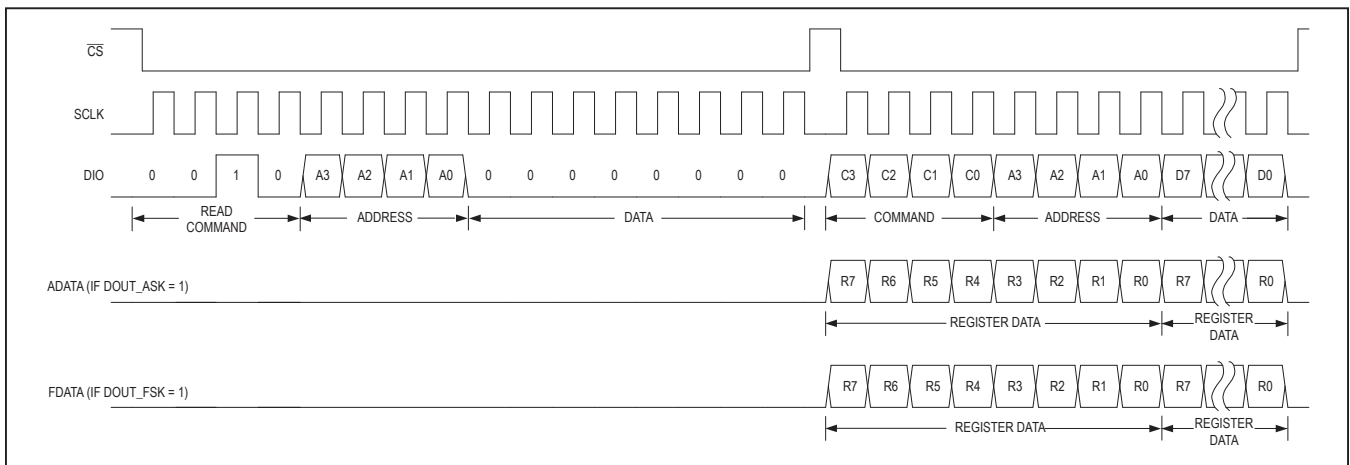 CS
SCLK
DIO 0 0 1 0 A3 A2 A1 A0 0 0 0 0 0 0 0 0 C3 C2 C1 C0 A3 A2 A1 A0 D7 D0
READ COMMAND ADDRESS DATA COMMAND ADDRESS DATA
ADATA (IF DOUT_ASK = 1) R7 R6 R5 R4 R3 R2 R1 R0 R7 R0
REGISTER DATA REGISTER DATA
FDATA (IF DOUT_FSK = 1) R7 R6 R5 R4 R3 R2 R1 R0 R7 R0
REGISTER DATA REGISTER DATA